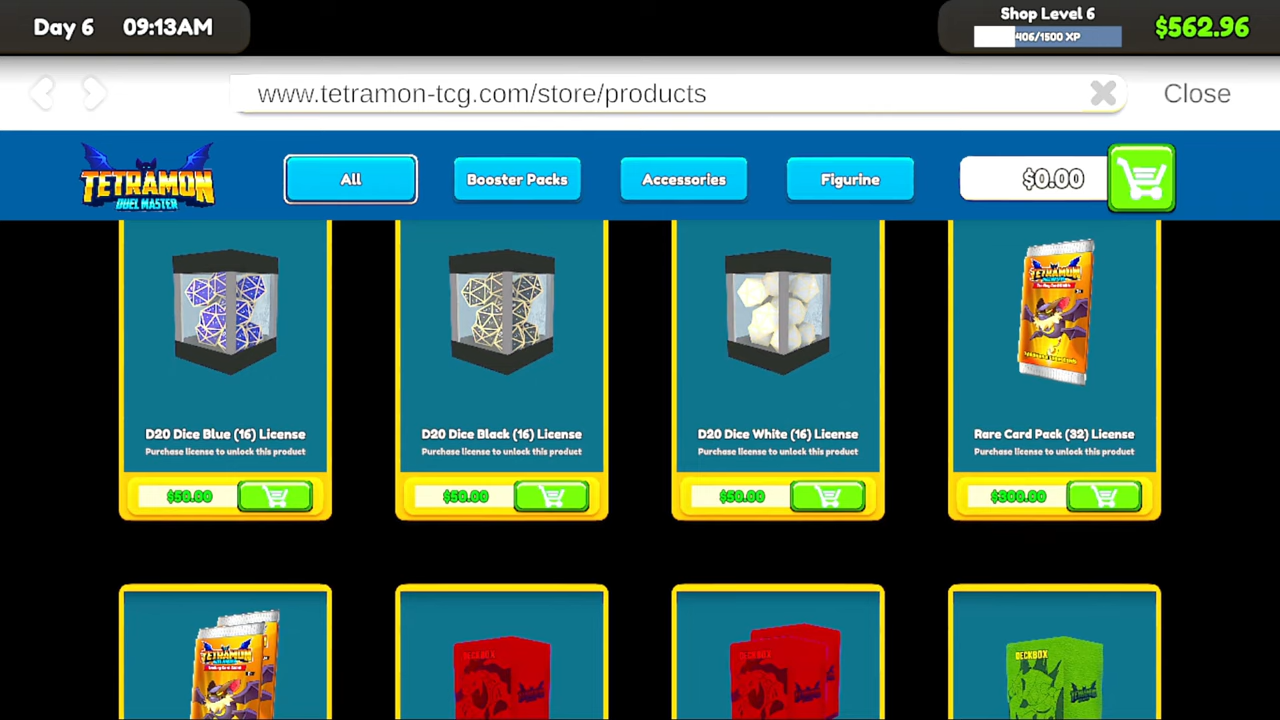 Day 6 09:13AM
Shop Level 6
406/1500 XP
$562.96
www.tetramon-tcg.com/store/products
Close
TETRAMON
DUEL MASTER
All
Booster Packs
Accessories
Figurine
$0.00
TETRAMON
D20 Dice Blue (16) License
Purchase license to unlock this product
$50.00
D20 Dice Black (16) License
Purchase license to unlock this product
$50.00
D20 Dice White (16) License
Purchase license to unlock this product
$50.00
Rare Card Pack (32) License
Purchase license to unlock this product
$300.00
TETRAMON
DECKBOX
DECKBOX
DECKBOX